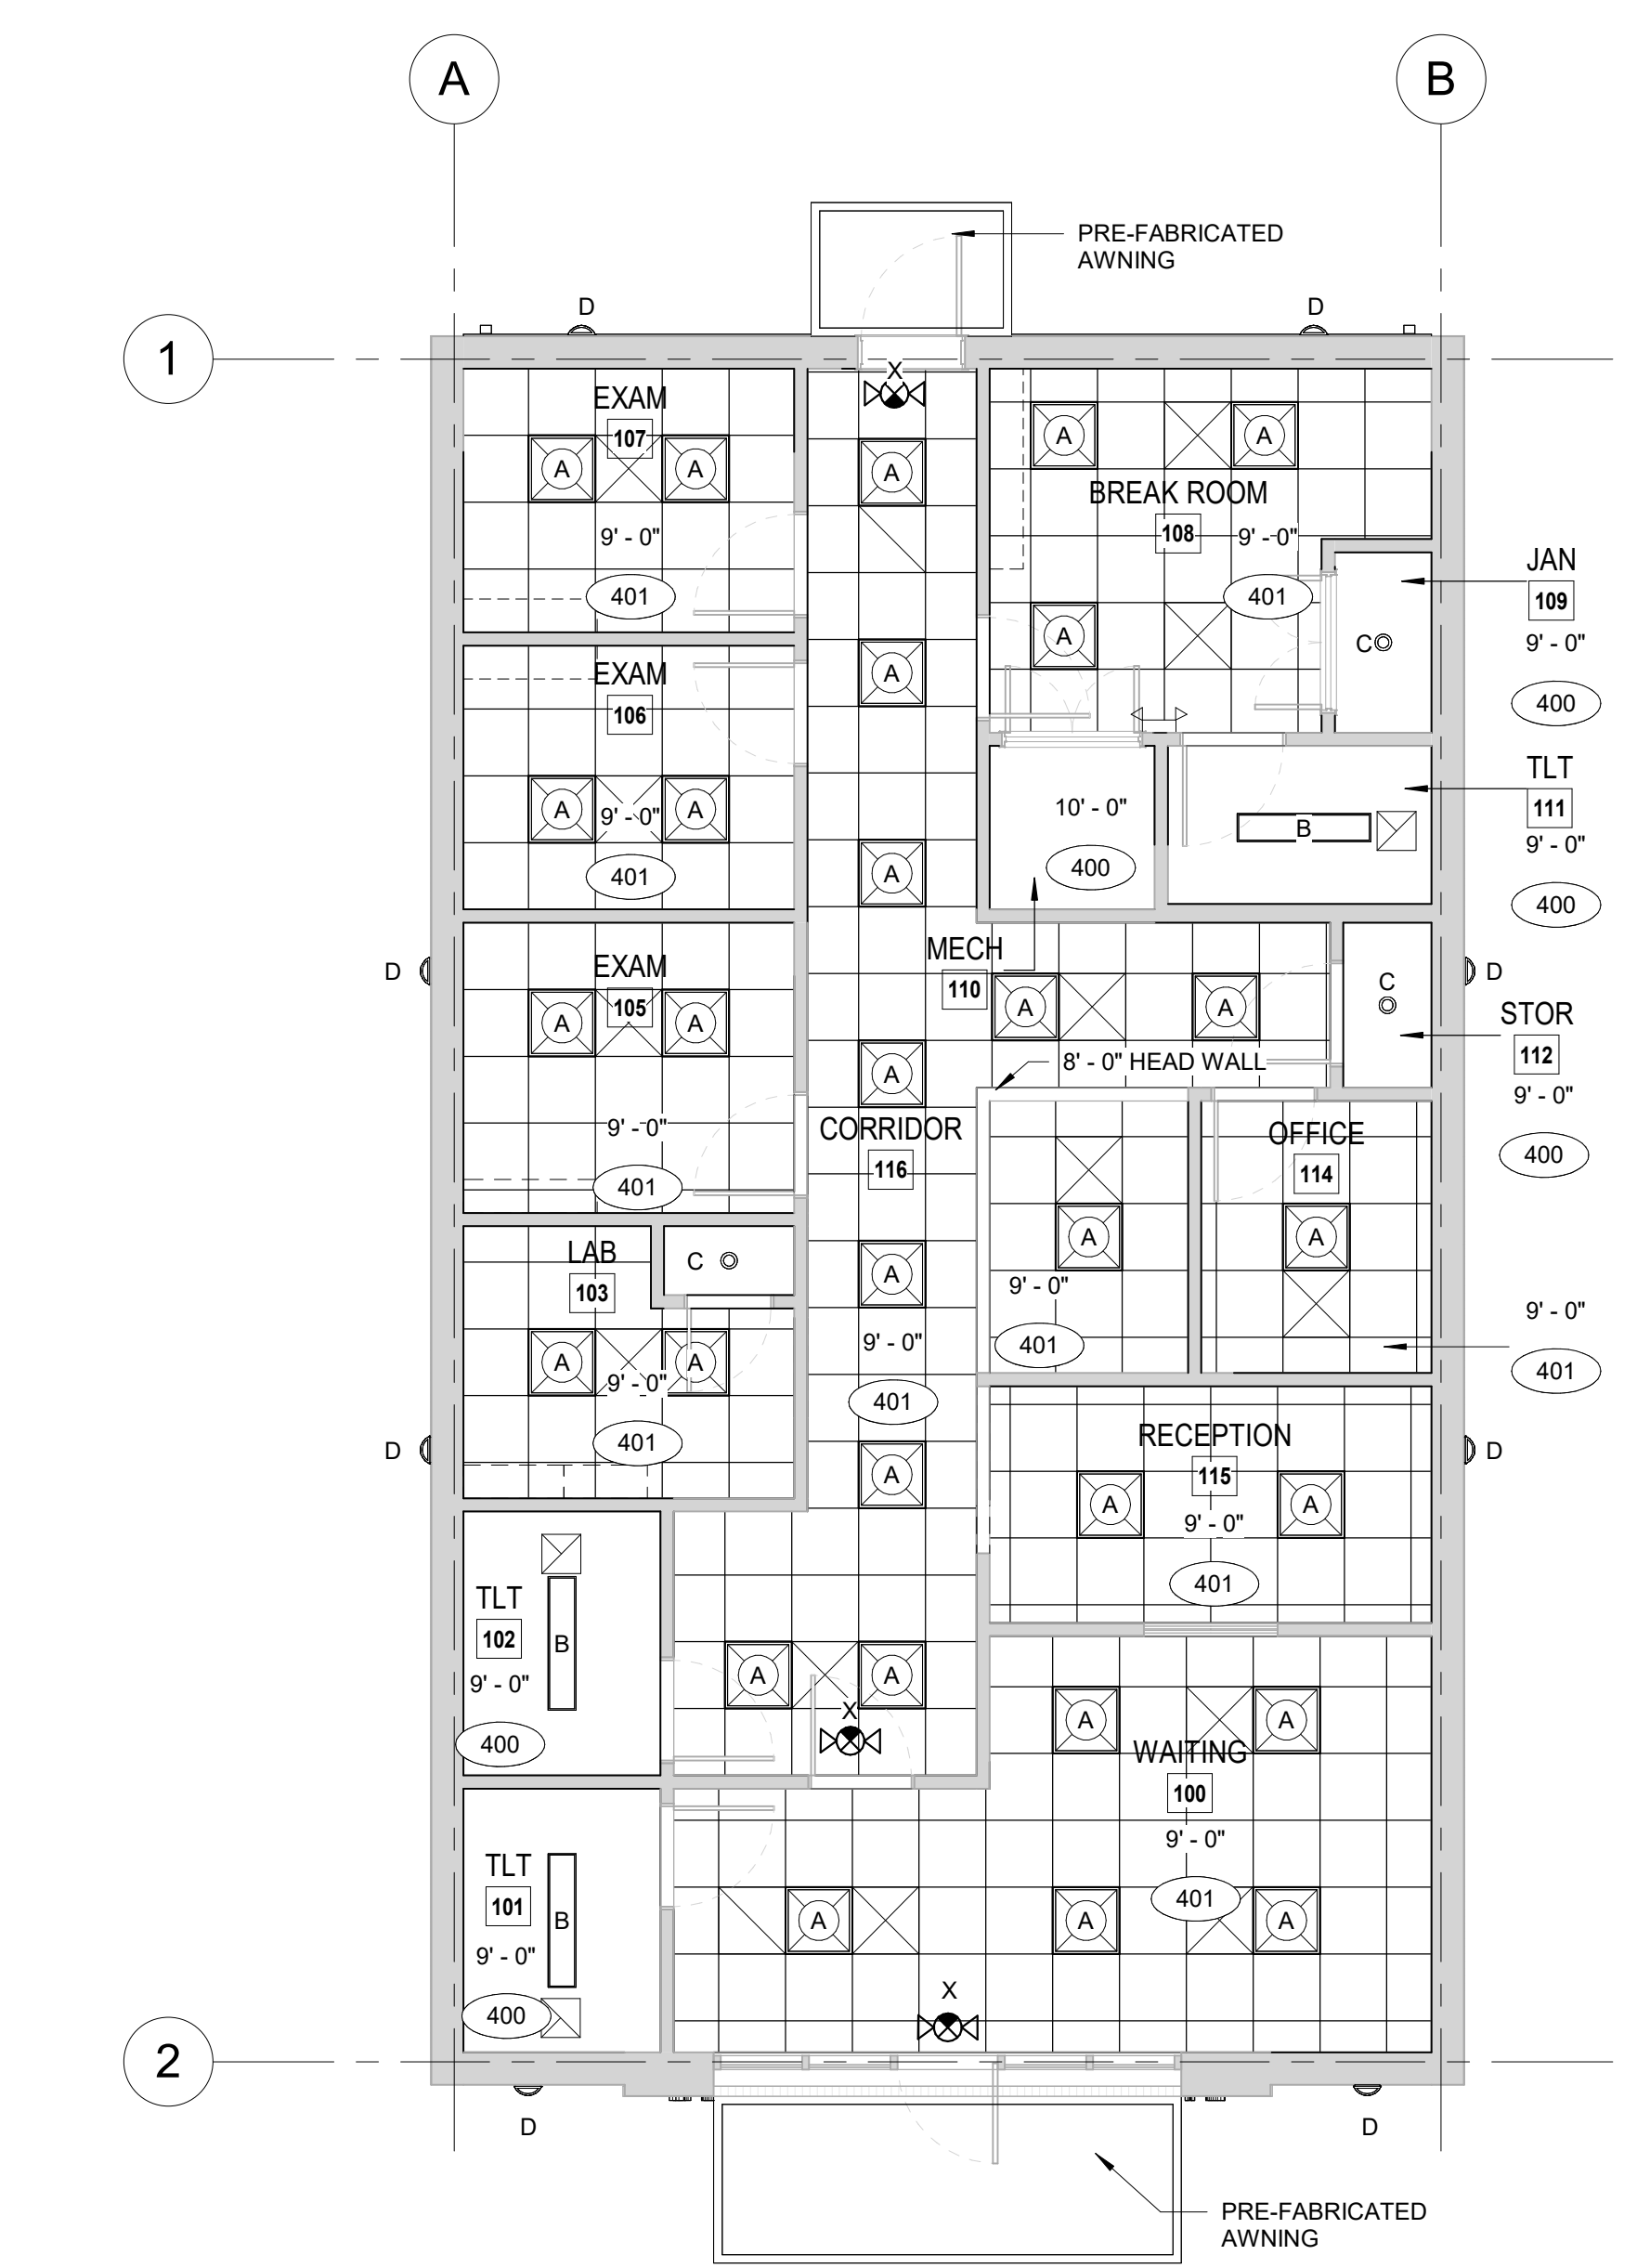 A
B
PRE-FABRICATED
AWNING
D
D
1
X
EXAM
107
A
A
9' - 0"
401
A
A
A
BREAK ROOM
108
9' - 0"
401
A
JAN
109
9' - 0"
400
C
EXAM
106
A
A
9' - 0"
401
A
A
10' - 0"
400
B
TLT
111
9' - 0"
400
MECH
110
A
A
C
STOR
112
9' - 0"
400
D
D
EXAM
105
A
A
9' - 0"
401
8' - 0" HEAD WALL
A
CORRIDOR
116
A
9' - 0"
401
A
A
9' - 0"
401
OFFICE
114
A
9' - 0"
401
LAB
103
C
A
A
9' - 0"
401
D
D
RECEPTION
115
A
A
9' - 0"
401
TLT
102
B
9' - 0"
400
A
A
X
A
A
WAITING
100
9' - 0"
401
A
A
A
TLT
101
B
9' - 0"
400
X
2
D
D
PRE-FABRICATED
AWNING